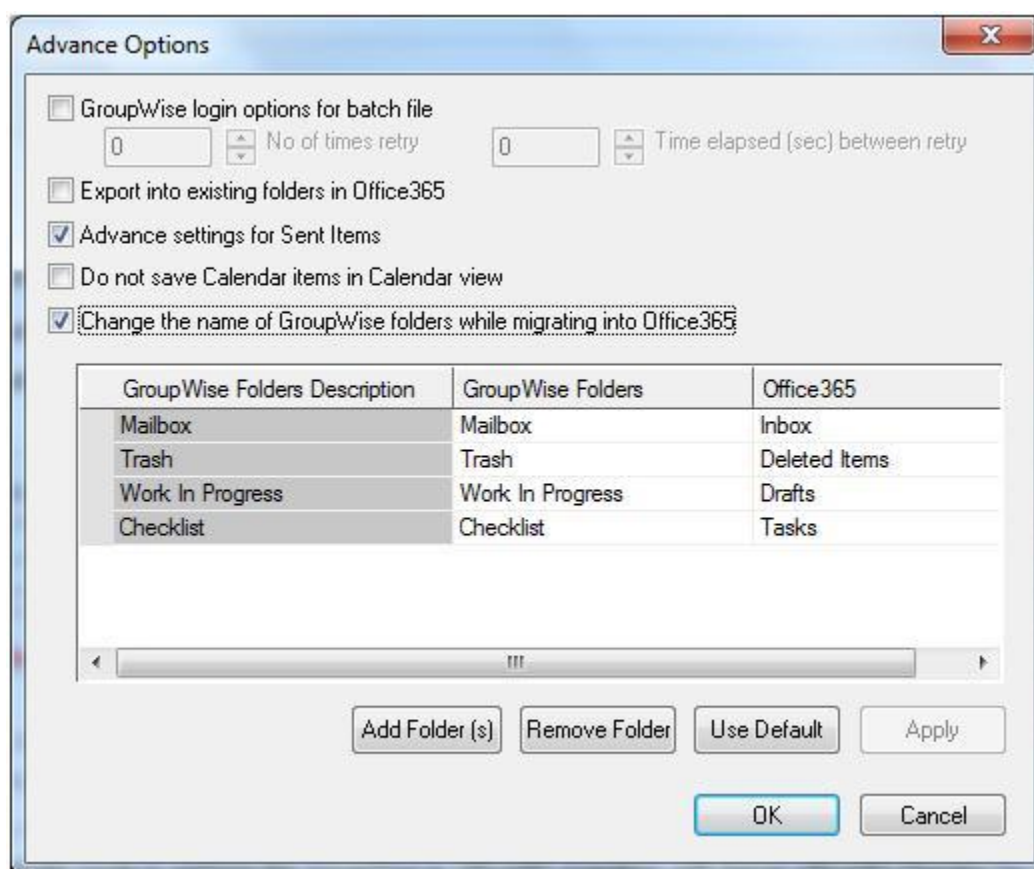 Advance Options
GroupWise login options for batch file
0 No of times retry 0 Time elapsed (sec) between retry
Export into existing folders in Office365
Advance settings for Sent Items
Do not save Calendar items in Calendar view
Change the name of GroupWise folders while migrating into Office365
GroupWise Folders Description GroupWise Folders Office365
Mailbox Mailbox Inbox
Trash Trash Deleted Items
Work In Progress Work In Progress Drafts
Checklist Checklist Tasks
Add Folder (s) Remove Folder Use Default Apply
OK Cancel